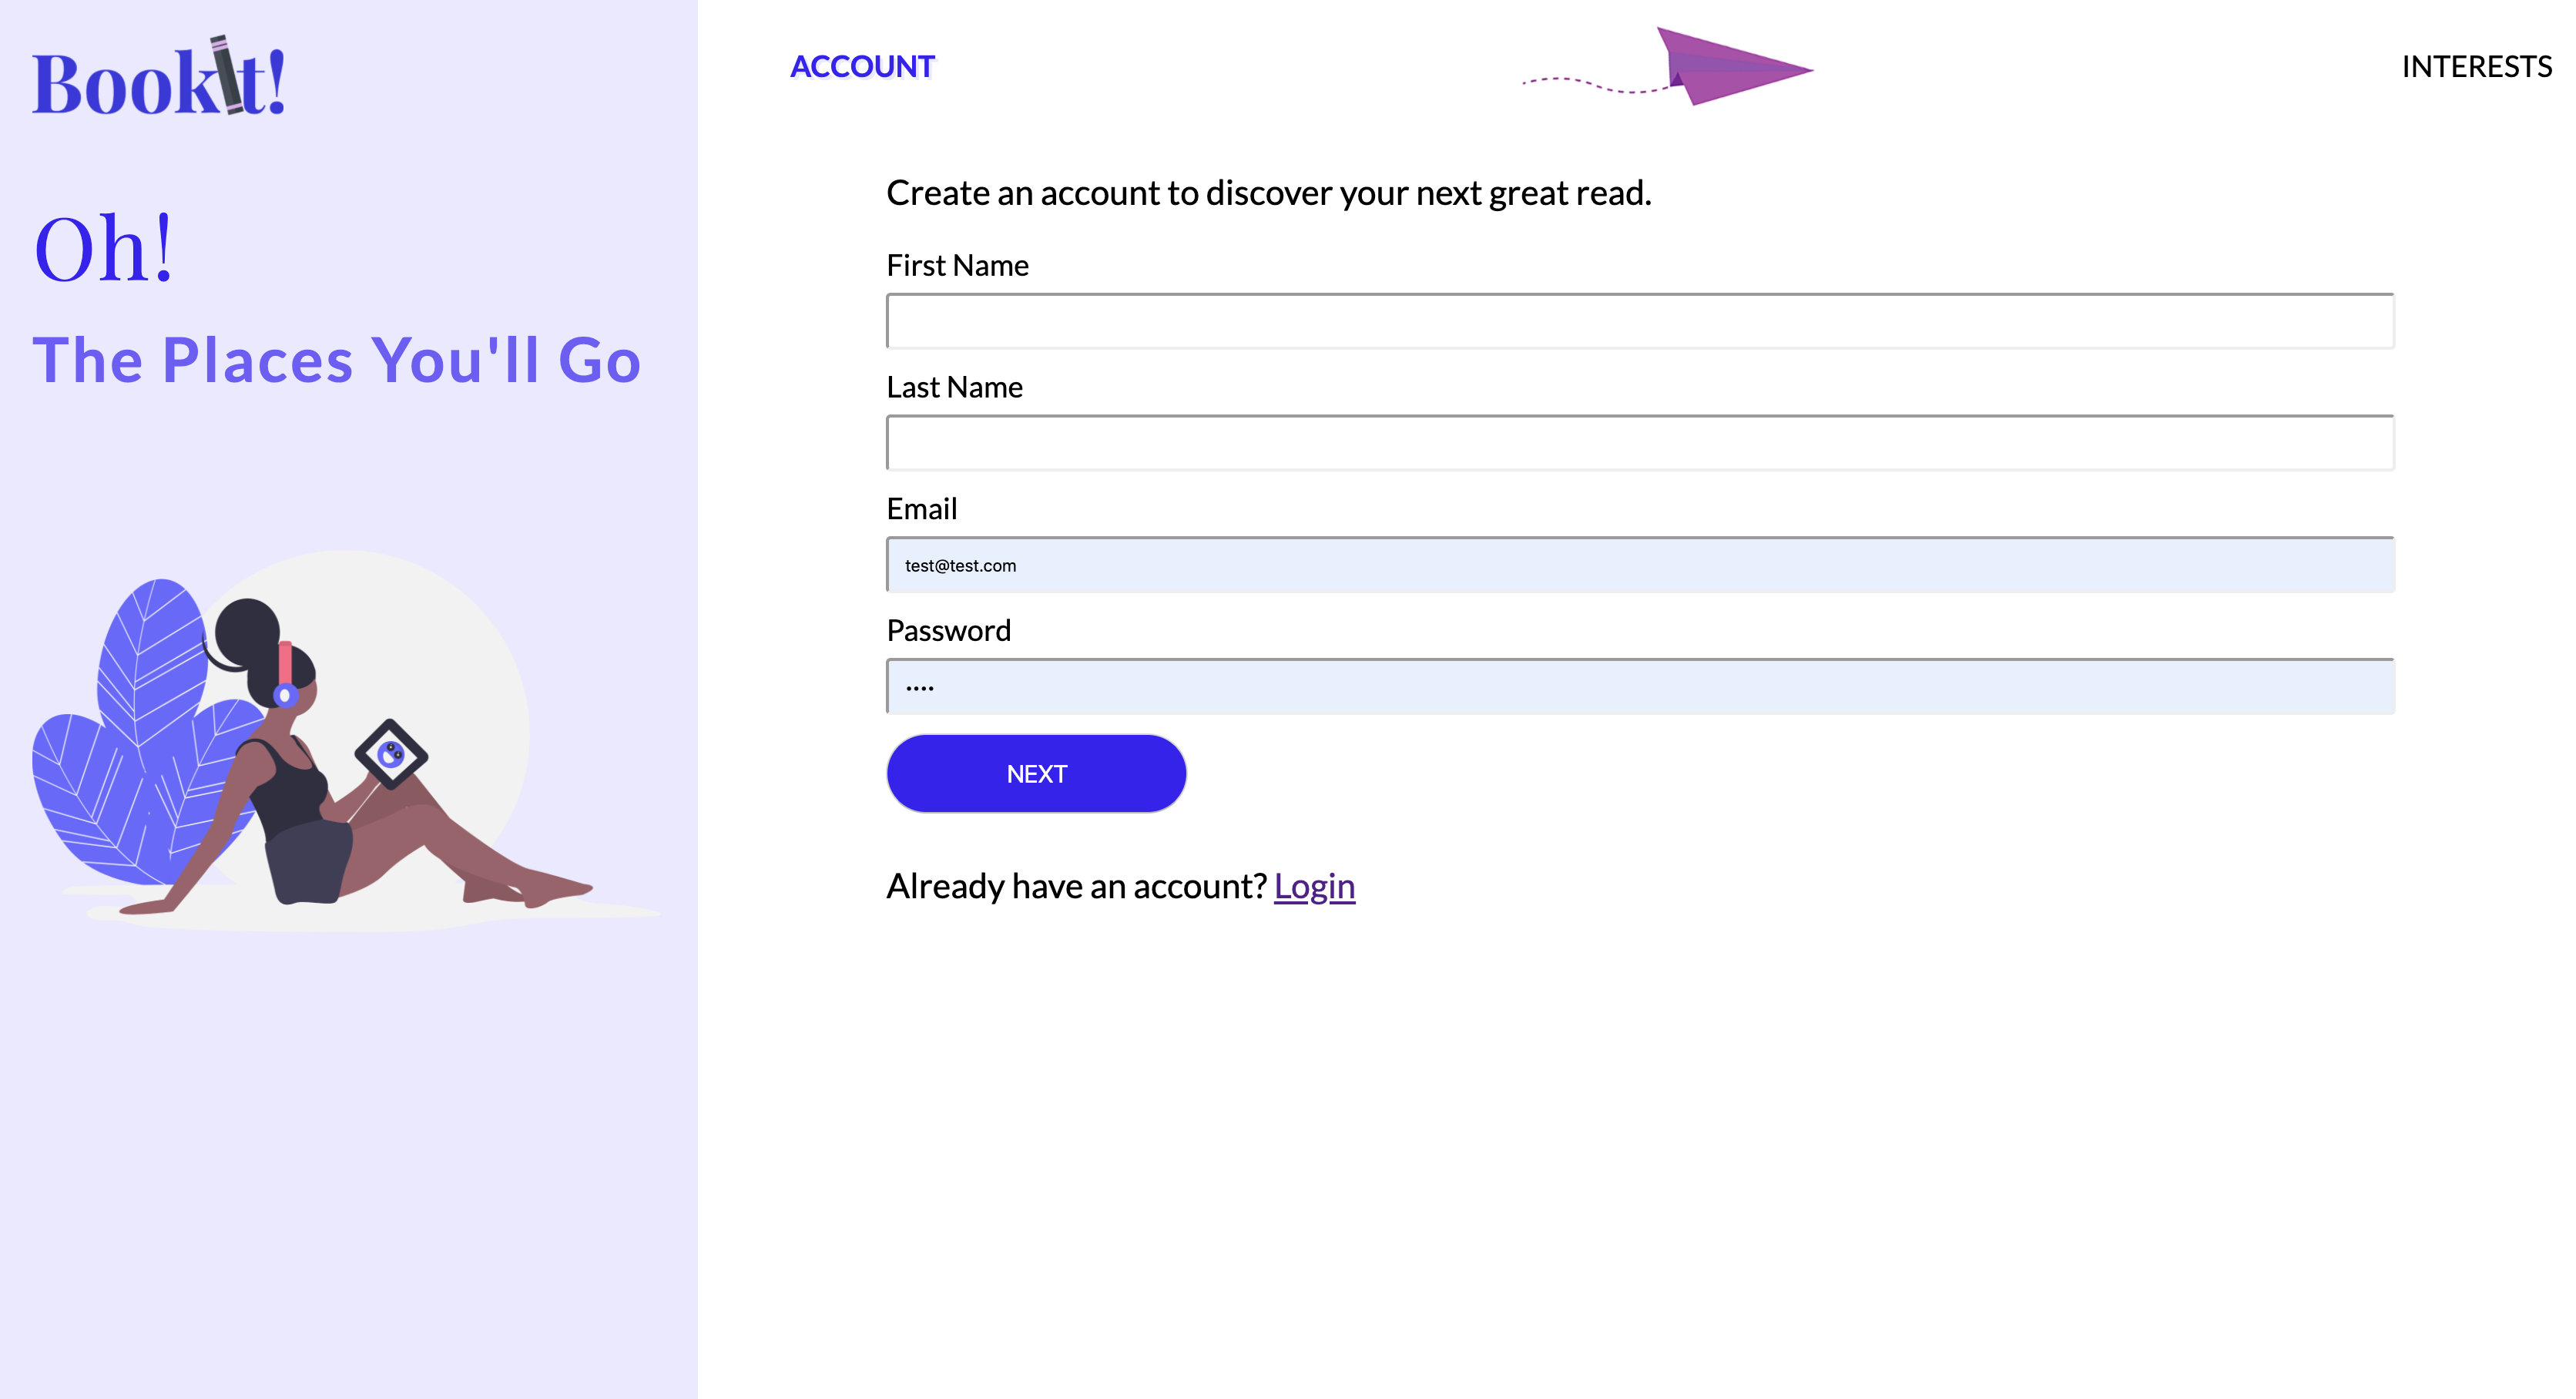 BookIt!
Oh!
The Places You'll Go
ACCOUNT
INTERESTS
Create an account to discover your next great read.
First Name
Last Name
Email
test@test.com
Password
••••
NEXT
Already have an account? Login